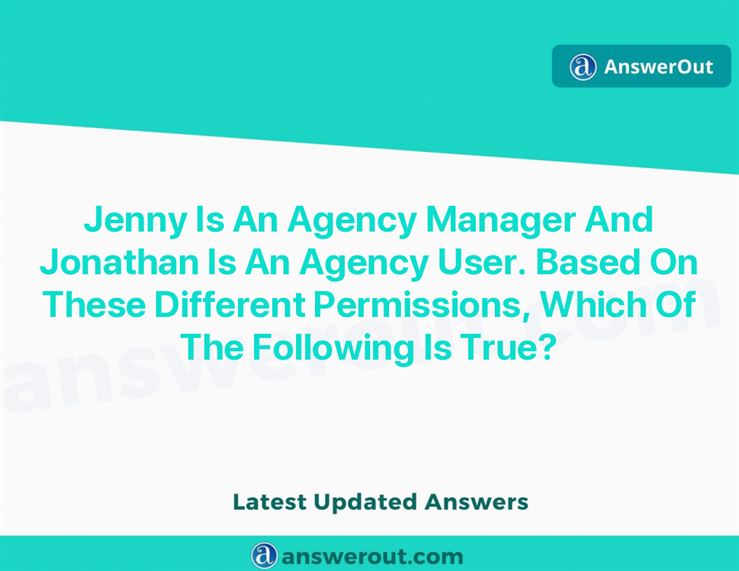 AnswerOut
Jenny Is An Agency Manager And
Jonathan Is An Agency User. Based On
These Different Permissions, Which Of
The Following Is True?
answerout.com
Latest Updated Answers
answerout.com